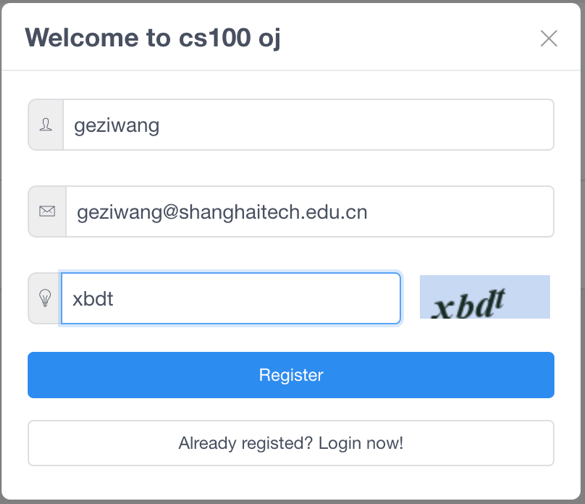 Welcome to cs100 oj
geziwang
geziwang@shanghaitech.edu.cn
xbdt
xbdt
Register
Already registed? Login now!